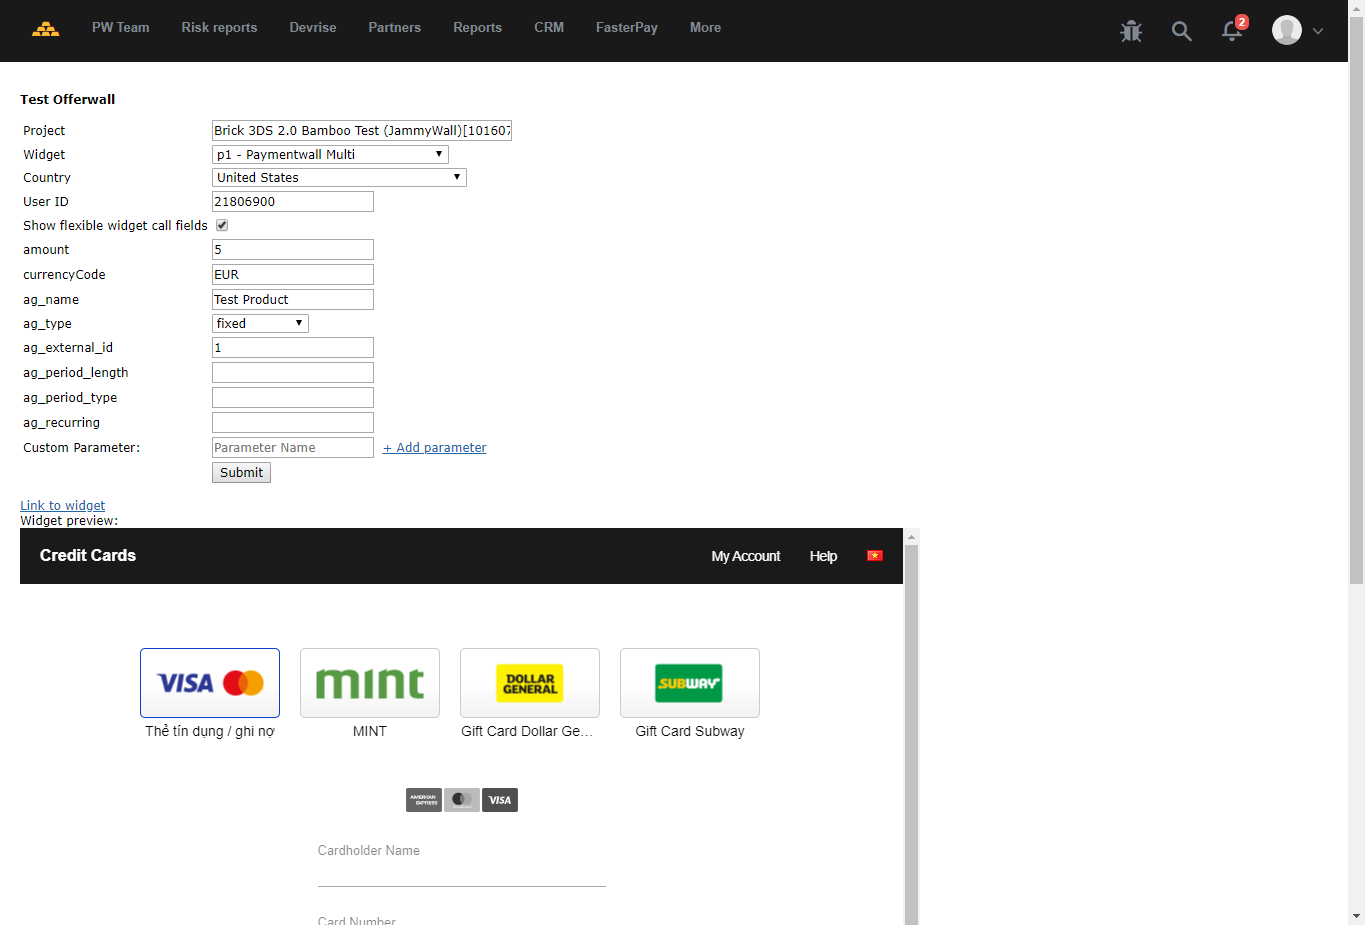 PW Team Risk reports Devrise Partners Reports CRM FasterPay More 2
Test Offerwall
Project Brick 3DS 2.0 Bamboo Test (JammyWall)[101607
Widget p1 - Paymentwall Multi
Country United States
User ID 21806900
Show flexible widget call fields
amount 5
currencyCode EUR
ag_name Test Product
ag_type fixed
ag_external_id 1
ag_period_length
ag_period_type
ag_recurring
Custom Parameter: Parameter Name + Add parameter
Submit
Link to widget
Widget preview:
Credit Cards My Account Help
VISA mint DOLLAR GENERAL SUBWAY
Thẻ tín dụng / ghi nợ MINT Gift Card Dollar Ge... Gift Card Subway
AMERICAN EXPRESS VISA
Cardholder Name
Card Number